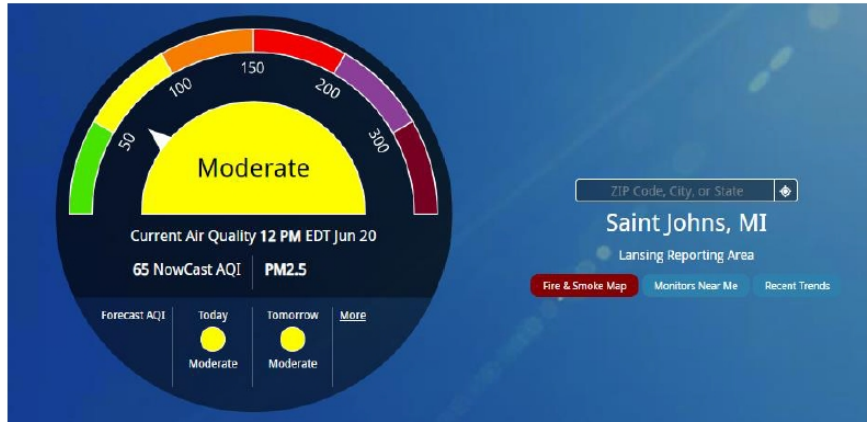 50
100
150
200
300
Moderate
Current Air Quality 12 PM EDT Jun 20
65 NowCast AQI PM2.5
Forecast AQI Today Tomorrow More
Moderate Moderate
ZIP Code, City, or State
Saint Johns, MI
Lansing Reporting Area
Fire & Smoke Map Monitors Near Me Recent Trends